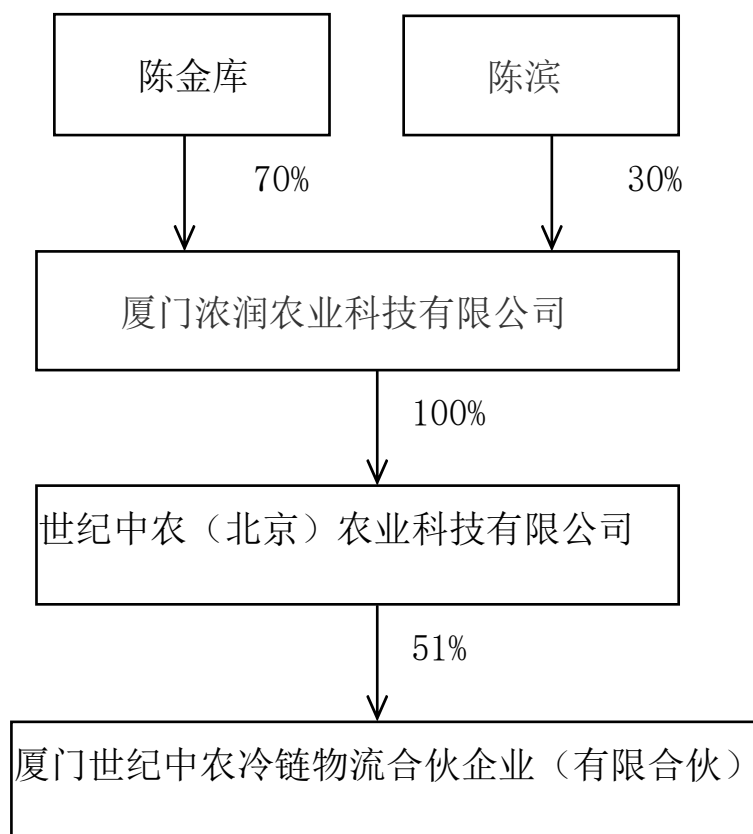 陈金库
陈滨
70%
30%
厦门浓润农业科技有限公司
100%
世纪中农（北京）农业科技有限公司
51%
厦门世纪中农冷链物流合伙企业（有限合伙）